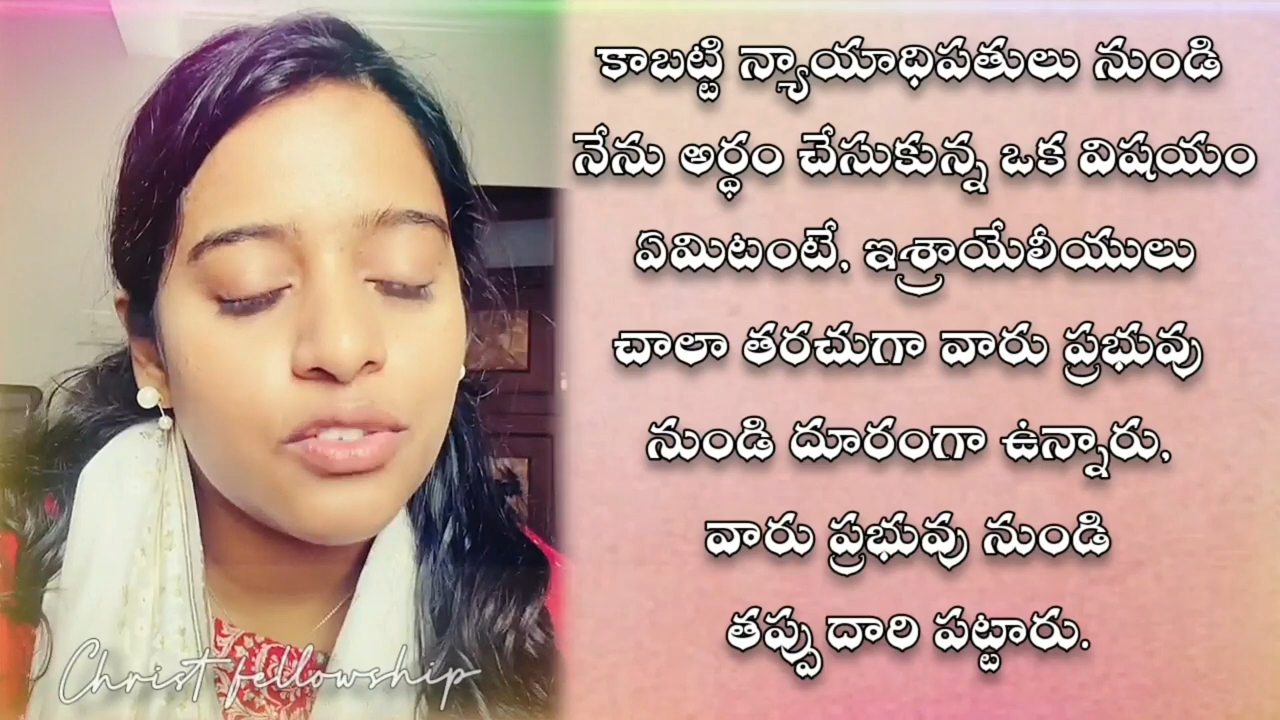 కాబట్టి న్యాయాధిపతులు నుండి
నేను అర్థం చేసుకున్న ఒక విషయం
ఏమిటంటే, ఇశ్రాయేలీయులు
చాలా తరచుగా వారు ప్రభువు
నుండి దూరంగా ఉన్నారు,
వారు ప్రభువు నుండి
తప్పు దారి పట్టారు.
Christ fellowship